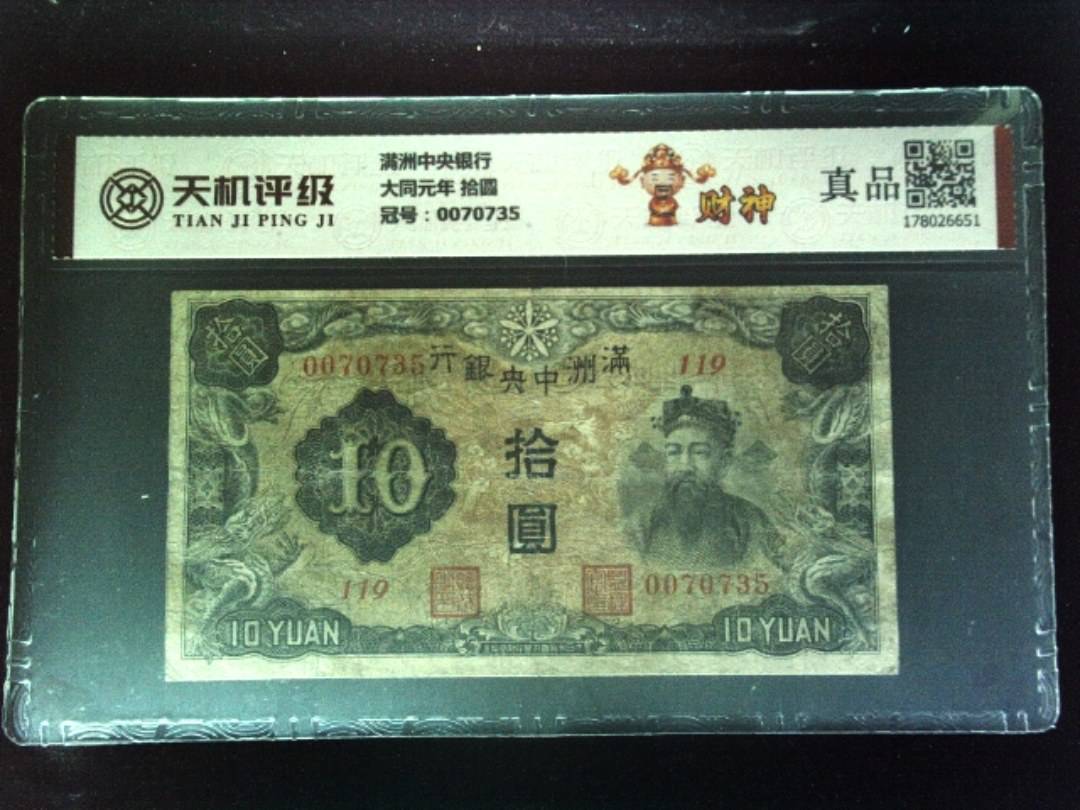 天机评级
TIAN JI PING JI
满洲中央银行
大同元年 拾圆
冠号：0070735
财神
真品
178026651
拾圓
拾圓
0070735
行銀央中洲滿
119
10
拾
圓
119
0070735
10 YUAN
10 YUAN